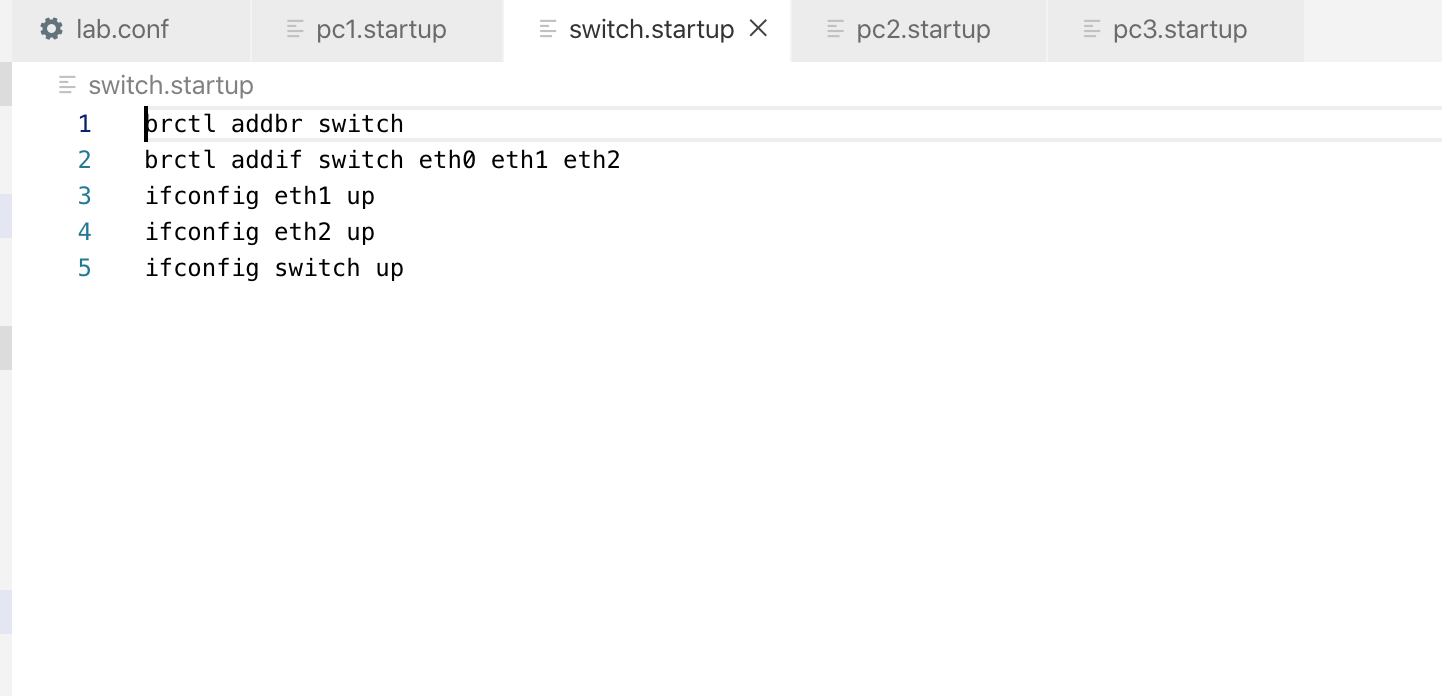 lab.conf pc1.startup switch.startup pc2.startup pc3.startup
switch.startup
1 brctl addbr switch
2 brctl addif switch eth0 eth1 eth2
3 ifconfig eth1 up
4 ifconfig eth2 up
5 ifconfig switch up